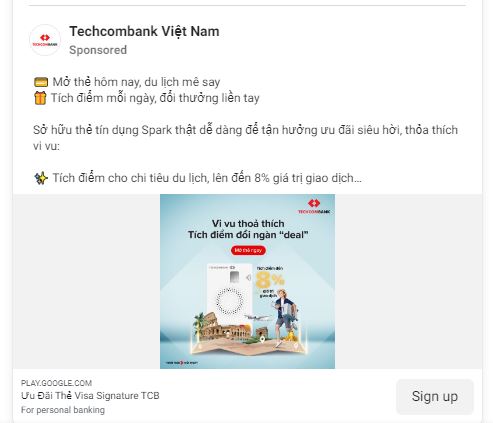 TECHCOMBANK
Techcombank Việt Nam
Sponsored
💳 Mở thẻ hôm nay, du lịch mê say
🎁 Tích điểm mỗi ngày, đổi thưởng liền tay
Sở hữu thẻ tín dụng Spark thật dễ dàng để tận hưởng ưu đãi siêu hời, thỏa thích
vi vu:
✨ Tích điểm cho chi tiêu du lịch, lên đến 8% giá trị giao dịch...
TECHCOMBANK
Vi vu thoả thích
Tích điểm đổi ngàn “deal”
Mở thẻ ngay
Tích điểm đến
8%
giá trị
giao dịch
PLAY.GOOGLE.COM
Ưu Đãi Thẻ Visa Signature TCB
For personal banking
Sign up